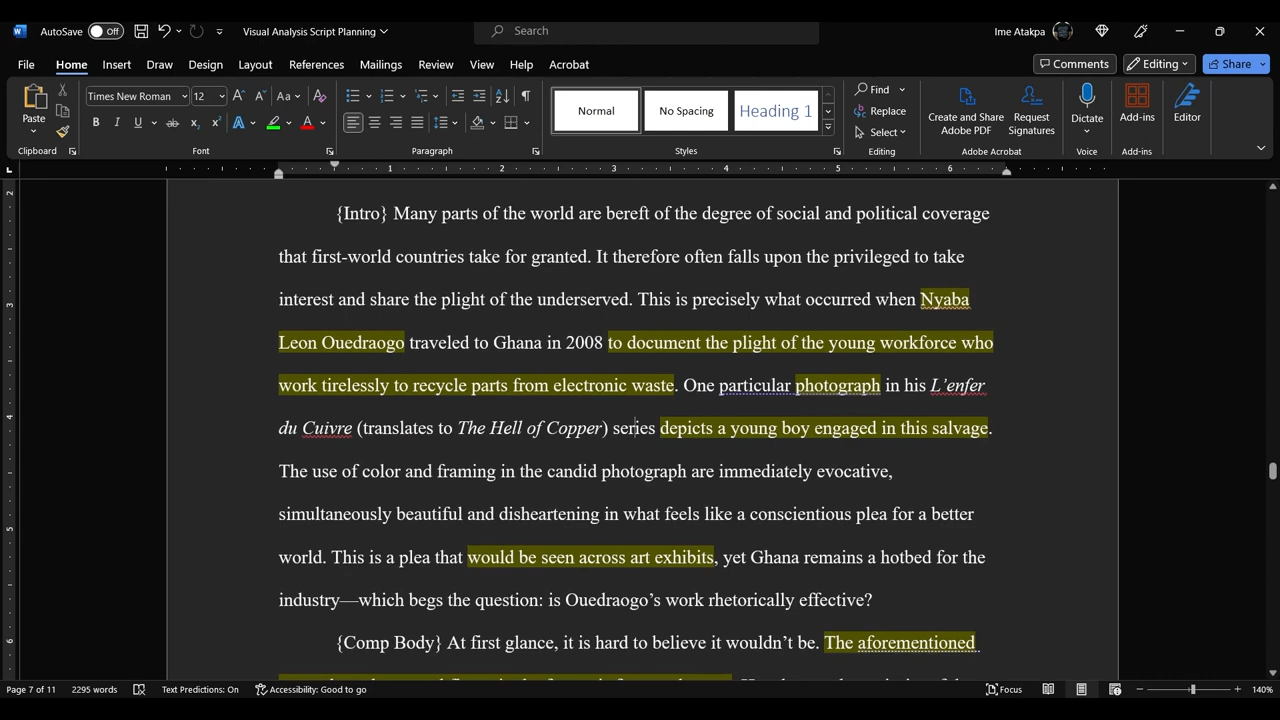 AutoSave Off Visual Analysis Script Planning Search Ime Atakpa
File Home Insert Draw Design Layout References Mailings Review View Help Acrobat Comments Editing Share
Paste Times New Roman 12 Aa Normal No Spacing Heading 1 Find Replace Select Create and Share Adobe PDF Request Signatures Dictate Add-ins Editor
Clipboard Font Paragraph Styles Editing Adobe Acrobat Voice Add-ins
1 2 3 4 5 6
{Intro} Many parts of the world are bereft of the degree of social and political coverage
that first-world countries take for granted. It therefore often falls upon the privileged to take
interest and share the plight of the underserved. This is precisely what occurred when Nyaba
Leon Ouedraogo traveled to Ghana in 2008 to document the plight of the young workforce who
work tirelessly to recycle parts from electronic waste. One particular photograph in his L’enfer
du Cuivre (translates to The Hell of Copper) series depicts a young boy engaged in this salvage.
The use of color and framing in the candid photograph are immediately evocative,
simultaneously beautiful and disheartening in what feels like a conscientious plea for a better
world. This is a plea that would be seen across art exhibits, yet Ghana remains a hotbed for the
industry—which begs the question: is Ouedraogo’s work rhetorically effective?
{Comp Body} At first glance, it is hard to believe it wouldn’t be. The aforementioned
Page 7 of 11 2295 words Text Predictions: On Accessibility: Good to go Focus 140%